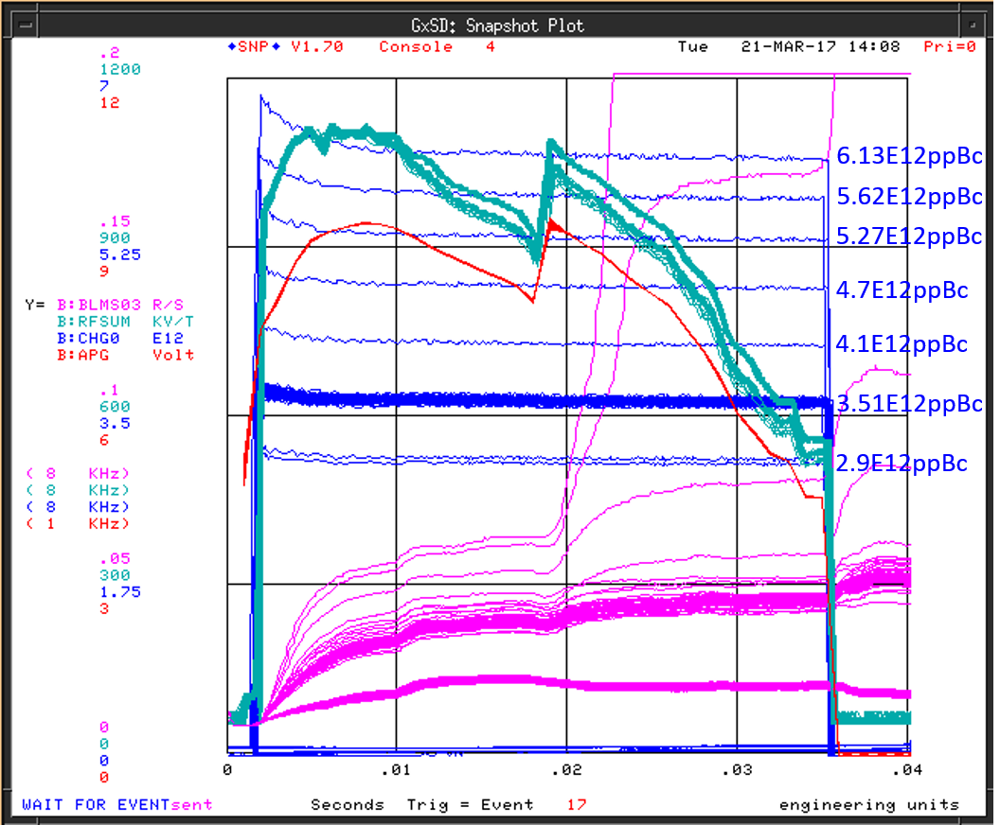 GxSD: Snapshot Plot
◆SNP◆ V1.70 Console 4 Tue 21-MAR-17 14:08 Pri=0
.2
1200
7
12
6.13E12ppBc
5.62E12ppBc
.15
900
5.25
9
5.27E12ppBc
4.7E12ppBc
Y= B:BLMS03 R/S
B:RFSUM KV/T
B:CHG0 E12
B:APG Volt
4.1E12ppBc
.1
600
3.5
6
3.51E12ppBc
2.9E12ppBc
( 8 KHz)
( 8 KHz)
( 8 KHz)
( 1 KHz)
.05
300
1.75
3
0
0
0
0
0 .01 .02 .03 .04
WAIT FOR EVENTsent Seconds Trig = Event 17 engineering units